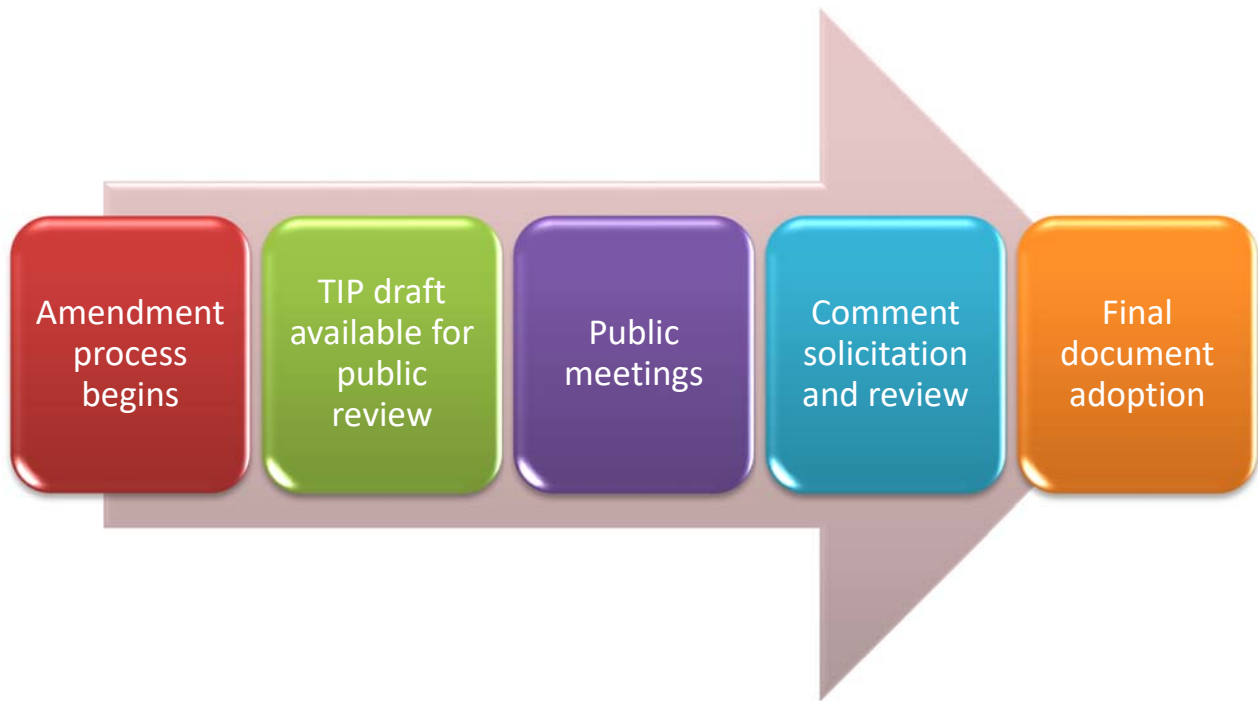 Amendment
process
begins
TIP draft
available for
public
review
Public
meetings
Comment
solicitation
and review
Final
document
adoption